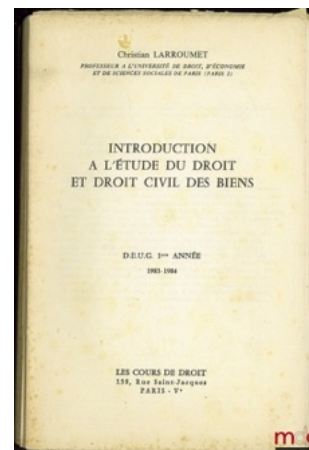 Christian LARROUMET
PROFESSEUR A L'UNIVERSITÉ DE DROIT, D'ÉCONOMIE
ET DE SCIENCES SOCIALES DE PARIS (PARIS 2)
INTRODUCTION
A L'ÉTUDE DU DROIT
ET DROIT CIVIL DES BIENS
D.E.U.G. 1re ANNÉE
1983-1984
LES COURS DE DROIT
158, Rue Saint-Jacques
PARIS - Ve